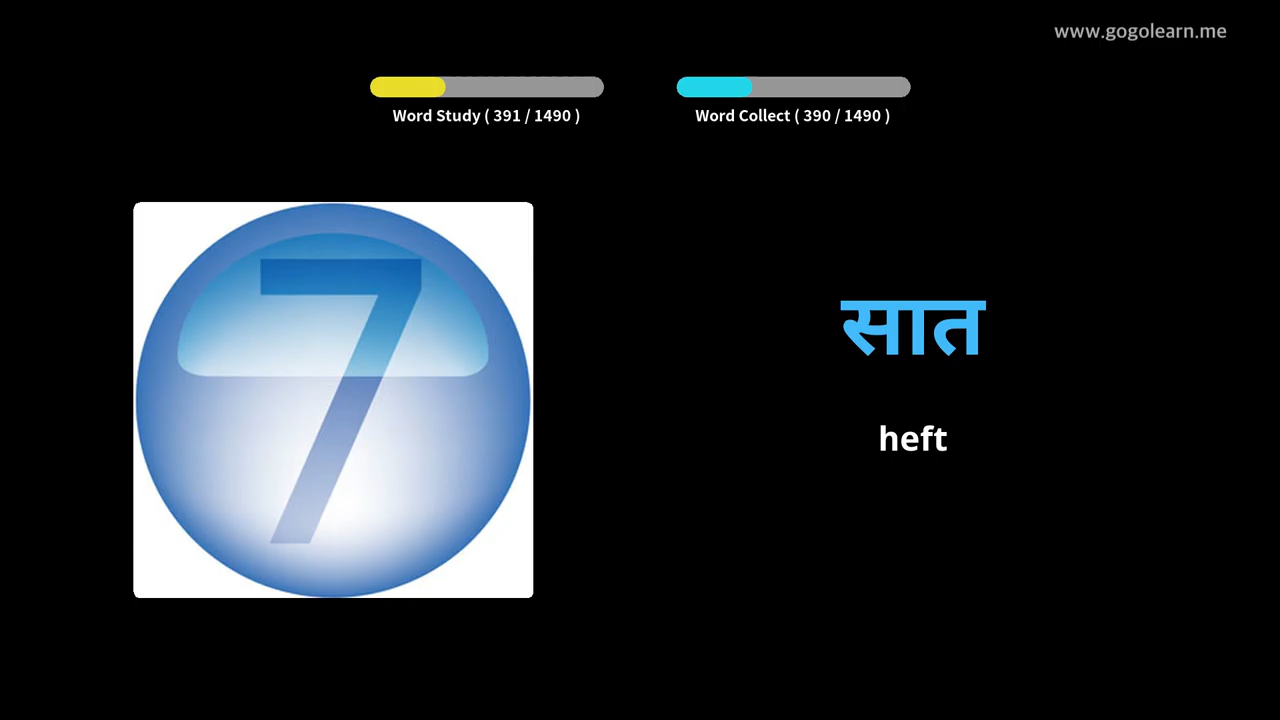 www.gogolearn.me
Word Study ( 391 / 1490 )
Word Collect ( 390 / 1490 )
7
सात
heft